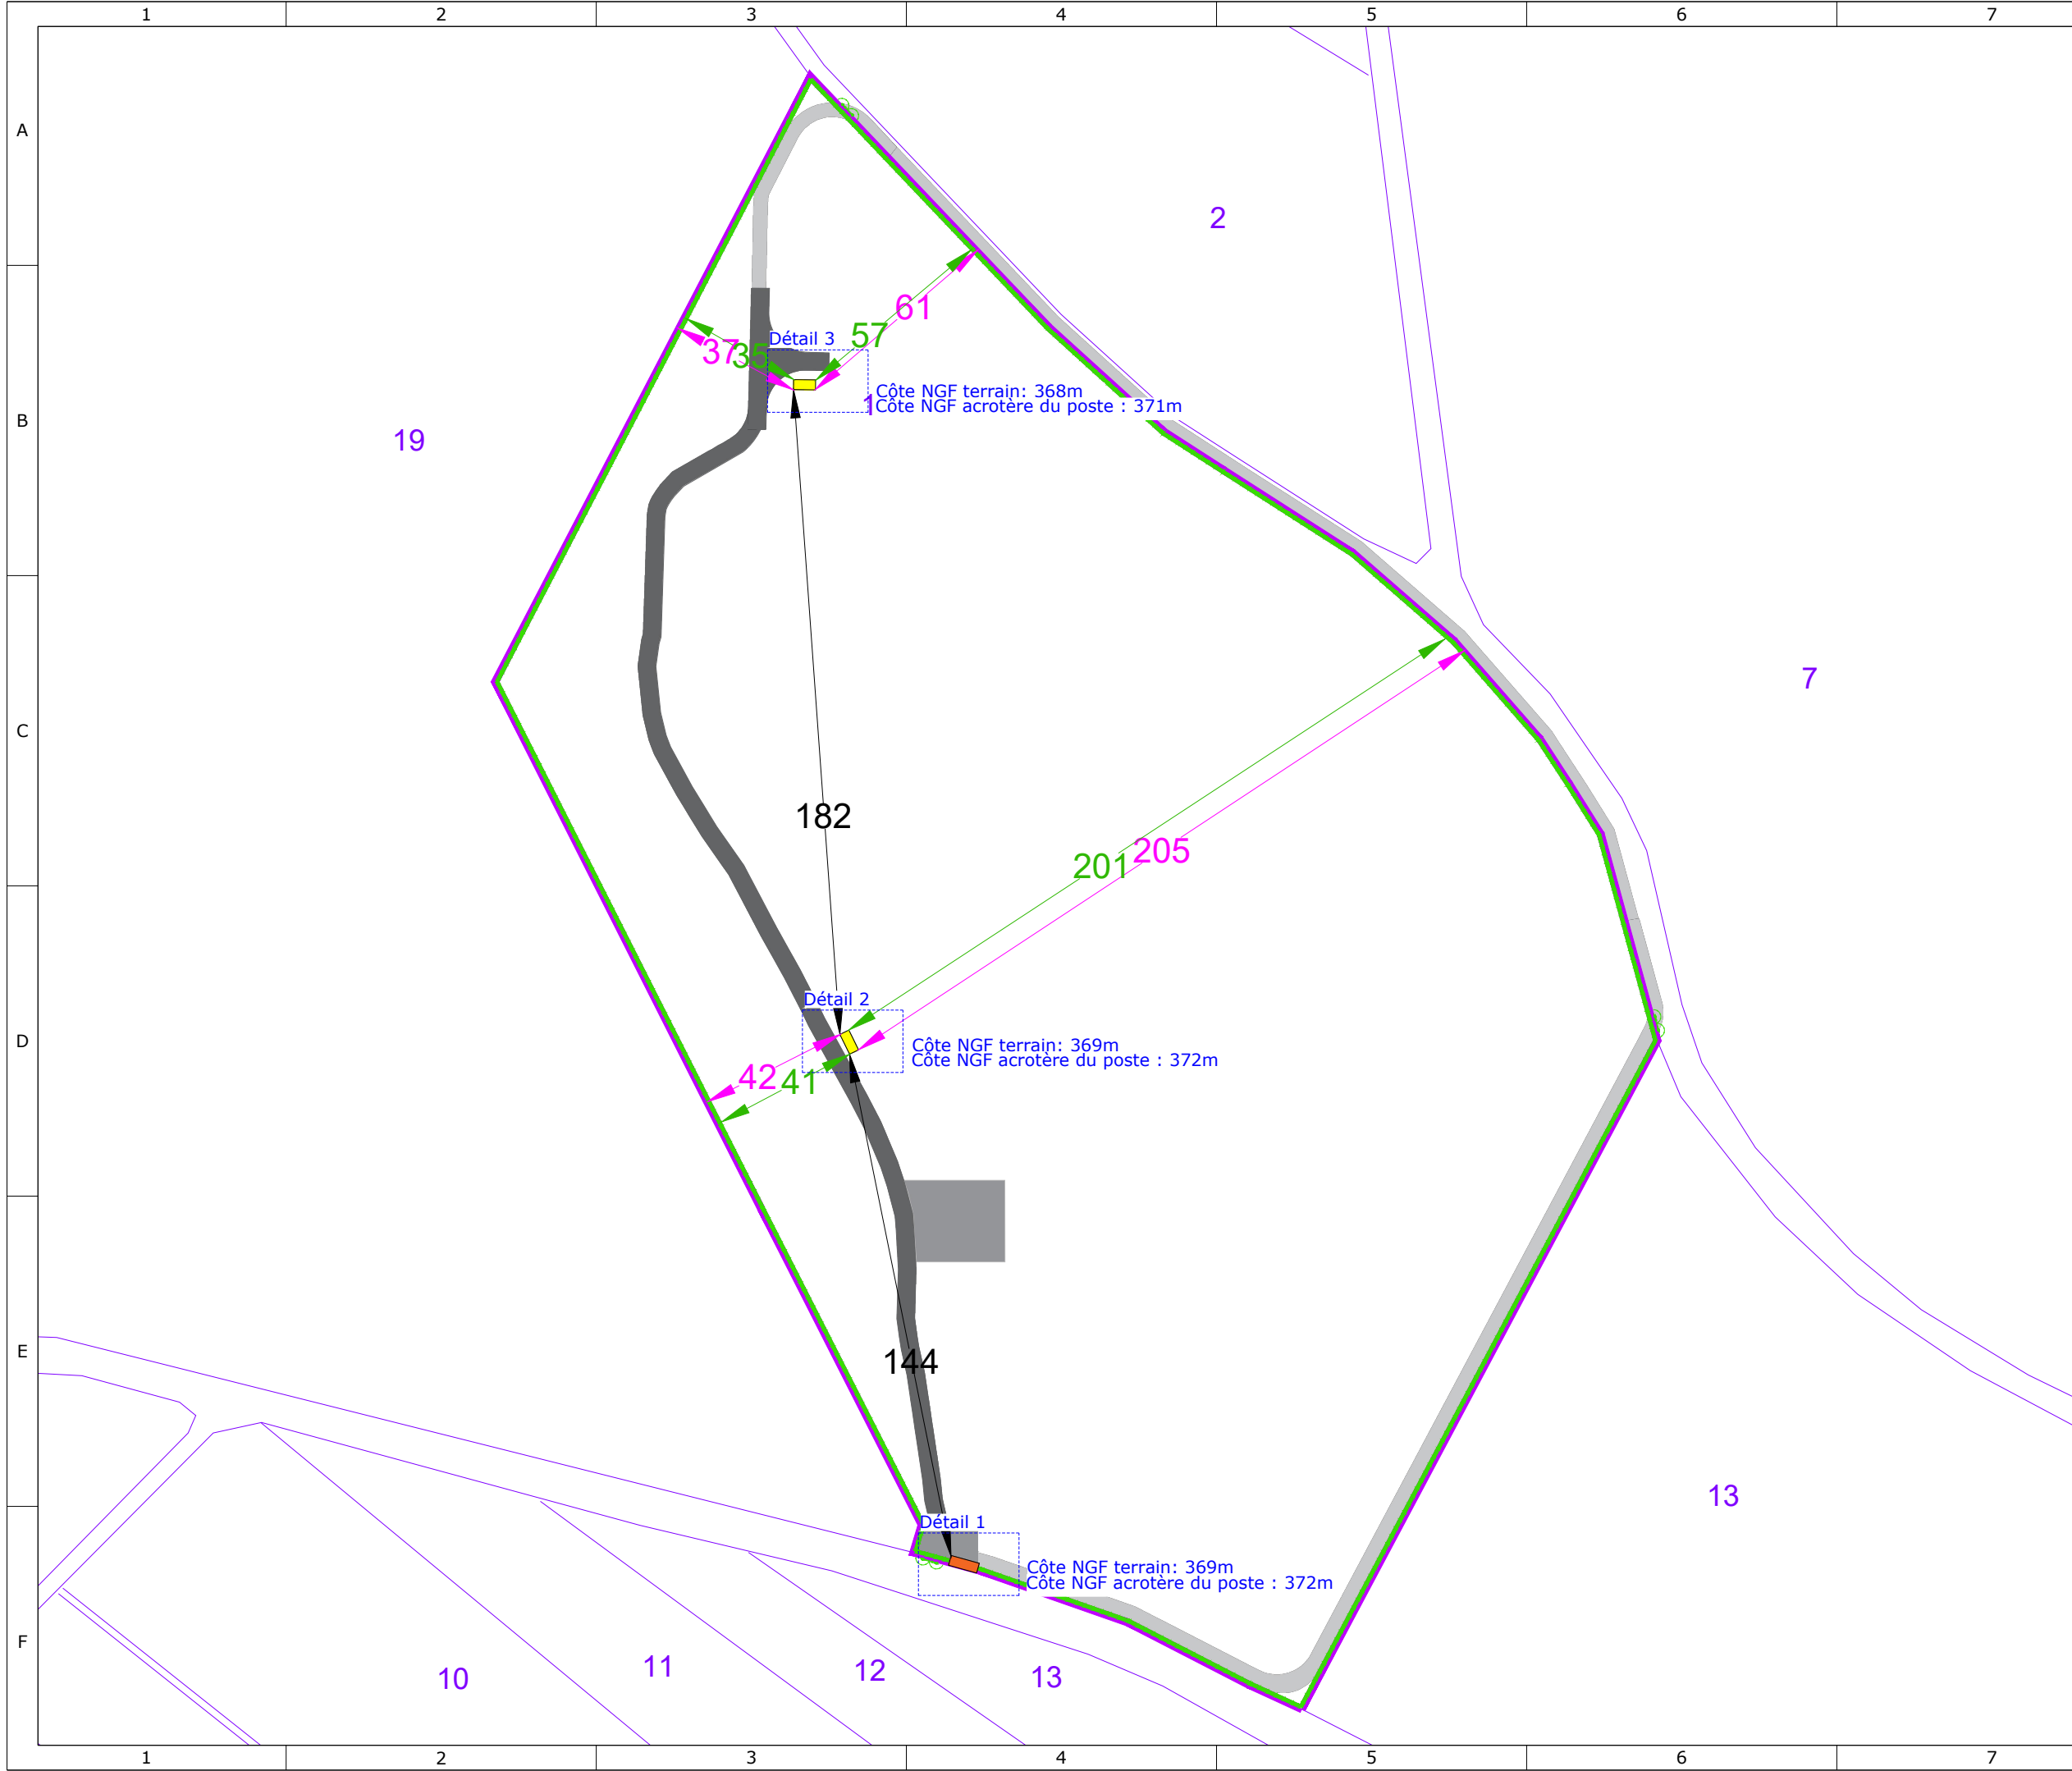 1 2 3 4 5 6 7
A
2
61
Détail 3
57
37
35
Côte NGF terrain: 368m
1
Côte NGF acrotère du poste : 371m
B
19
7
C
182
205
201
Détail 2
D
Côte NGF terrain: 369m
Côte NGF acrotère du poste : 372m
42
41
E
144
13
Détail 1
Côte NGF terrain: 369m
Côte NGF acrotère du poste : 372m
F
11
12
13
10
1 2 3 4 5 6 7